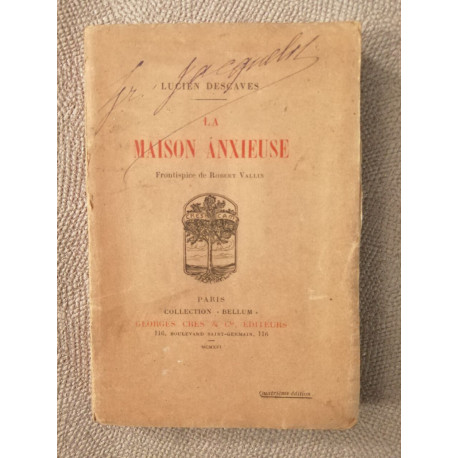 Jacquelot
LUCIEN DESCAVES
LA
MAISON ANXIEUSE
Frontispice de ROBERT VALLIN
PARIS
COLLECTION « BELLUM »
GEORGES CRÈS & Cie, ÉDITEURS
116, BOULEVARD SAINT-GERMAIN, 116
MCMXVI